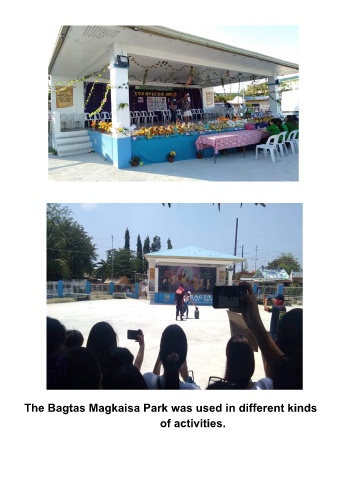 The Bagtas Magkaisa Park was used in different kinds
of activities.